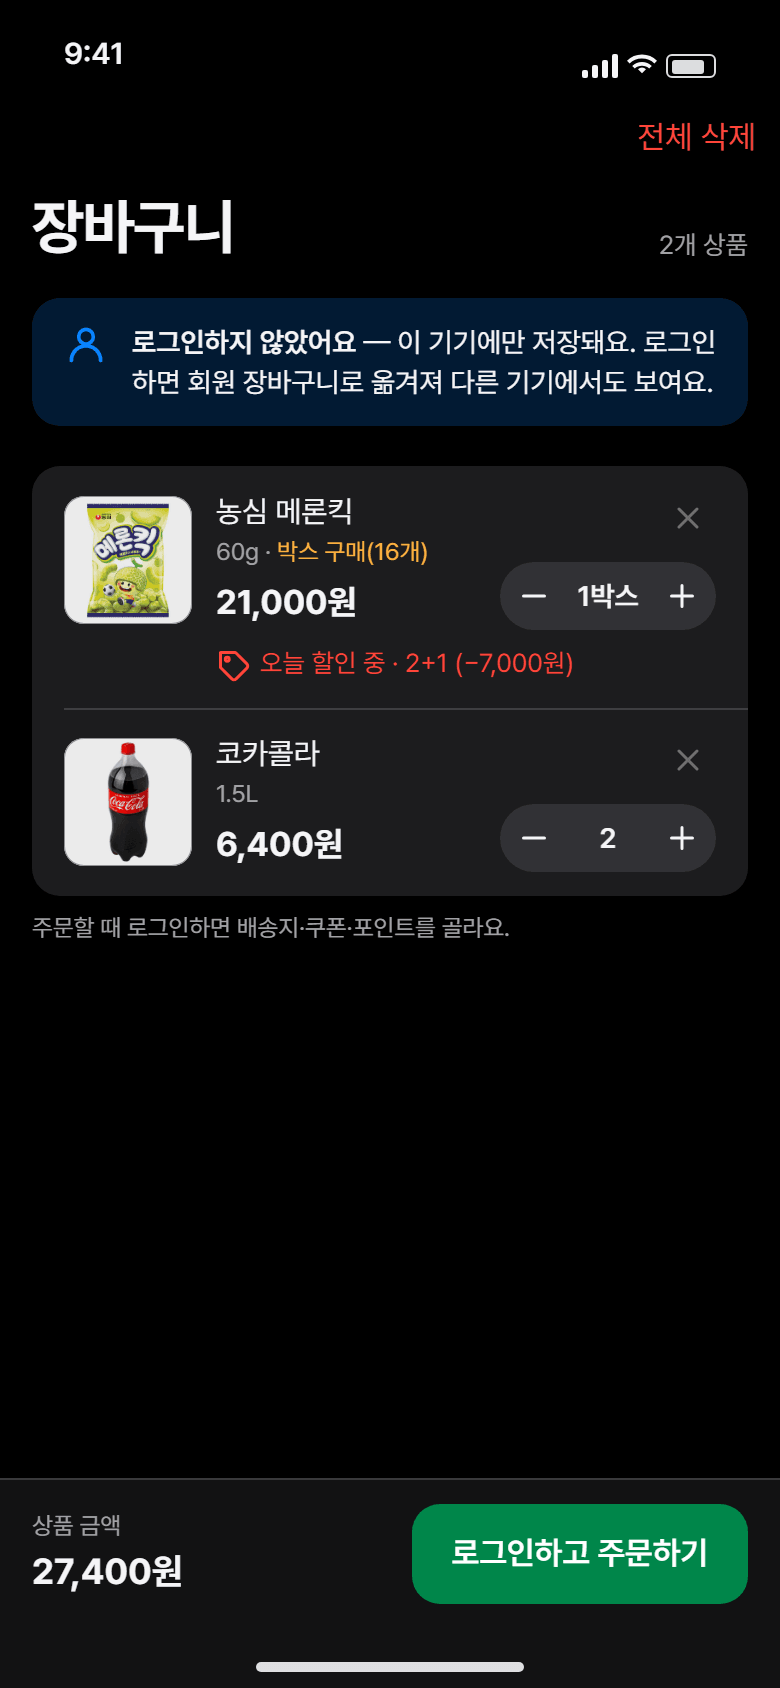 9:41
전체 삭제
장바구니
2개 상품
로그인하지 않았어요 — 이 기기에만 저장돼요. 로그인
하면 회원 장바구니로 옮겨져 다른 기기에서도 보여요.
농심
메론킥
농심 메론킥
60g · 박스 구매(16개)
21,000원
1박스
오늘 할인 중 · 2+1 (−7,000원)
Coca-Cola
코카콜라
1.5L
6,400원
2
주문할 때 로그인하면 배송지·쿠폰·포인트를 골라요.
상품 금액
27,400원
로그인하고 주문하기